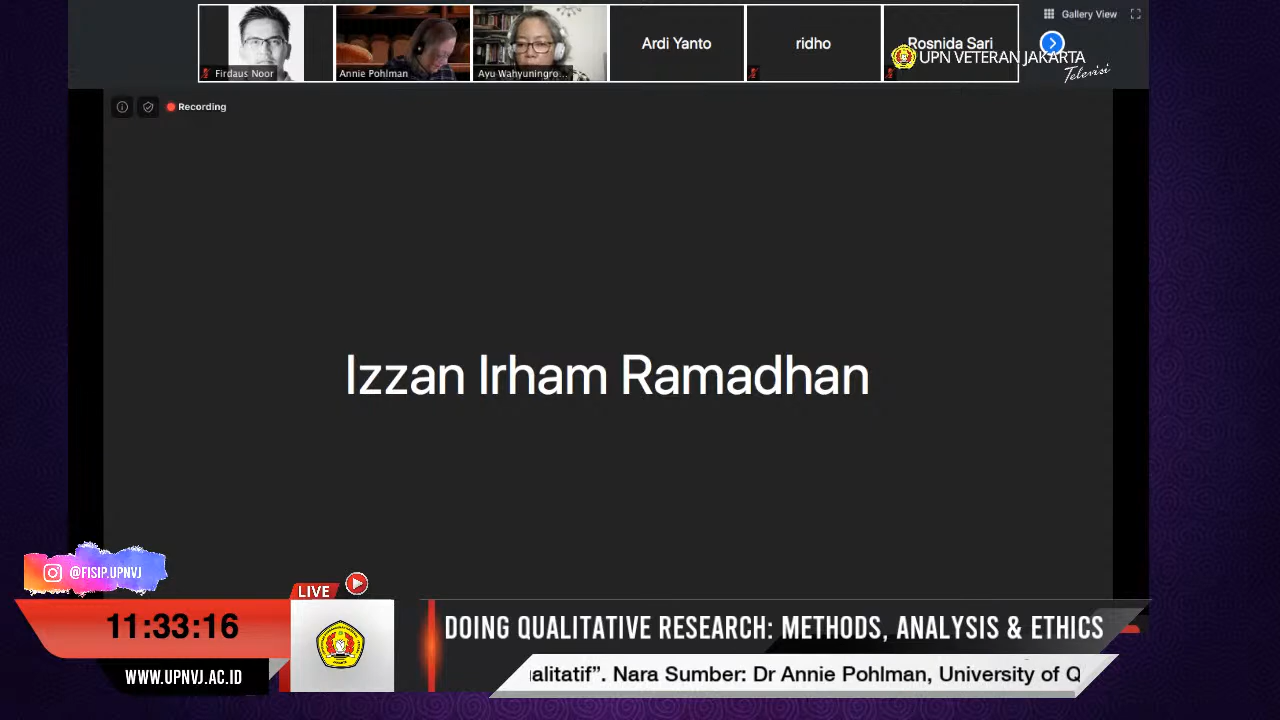 Firdaus Noor
Annie Pohlman
Ayu Wahyuningro...
Ardi Yanto
ridho
Rosnida Sari
Gallery View
UPN VETERAN JAKARTA
Televisi
Recording
Izzan Irham Ramadhan
@FISIP.UPNVJ
LIVE
11:33:16
DOING QUALITATIVE RESEARCH: METHODS, ANALYSIS & ETHICS
WWW.UPNVJ.AC.ID
alitatif”. Nara Sumber: Dr Annie Pohlman, University of Q